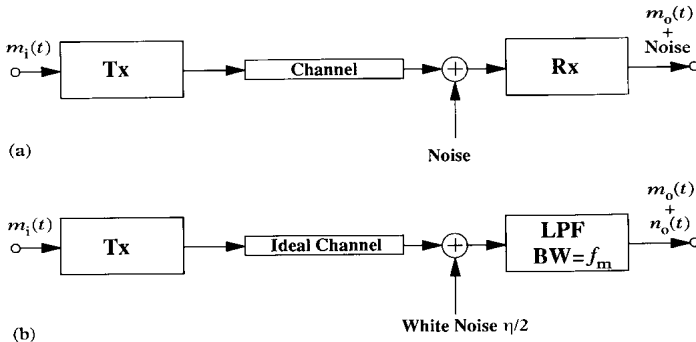 m_i(t)
Tx
Channel
Noise
Rx
m_o(t)
+
Noise
(a)
m_i(t)
Tx
Ideal Channel
White Noise η/2
LPF
BW=f_m
m_o(t)
+
n_o(t)
(b)